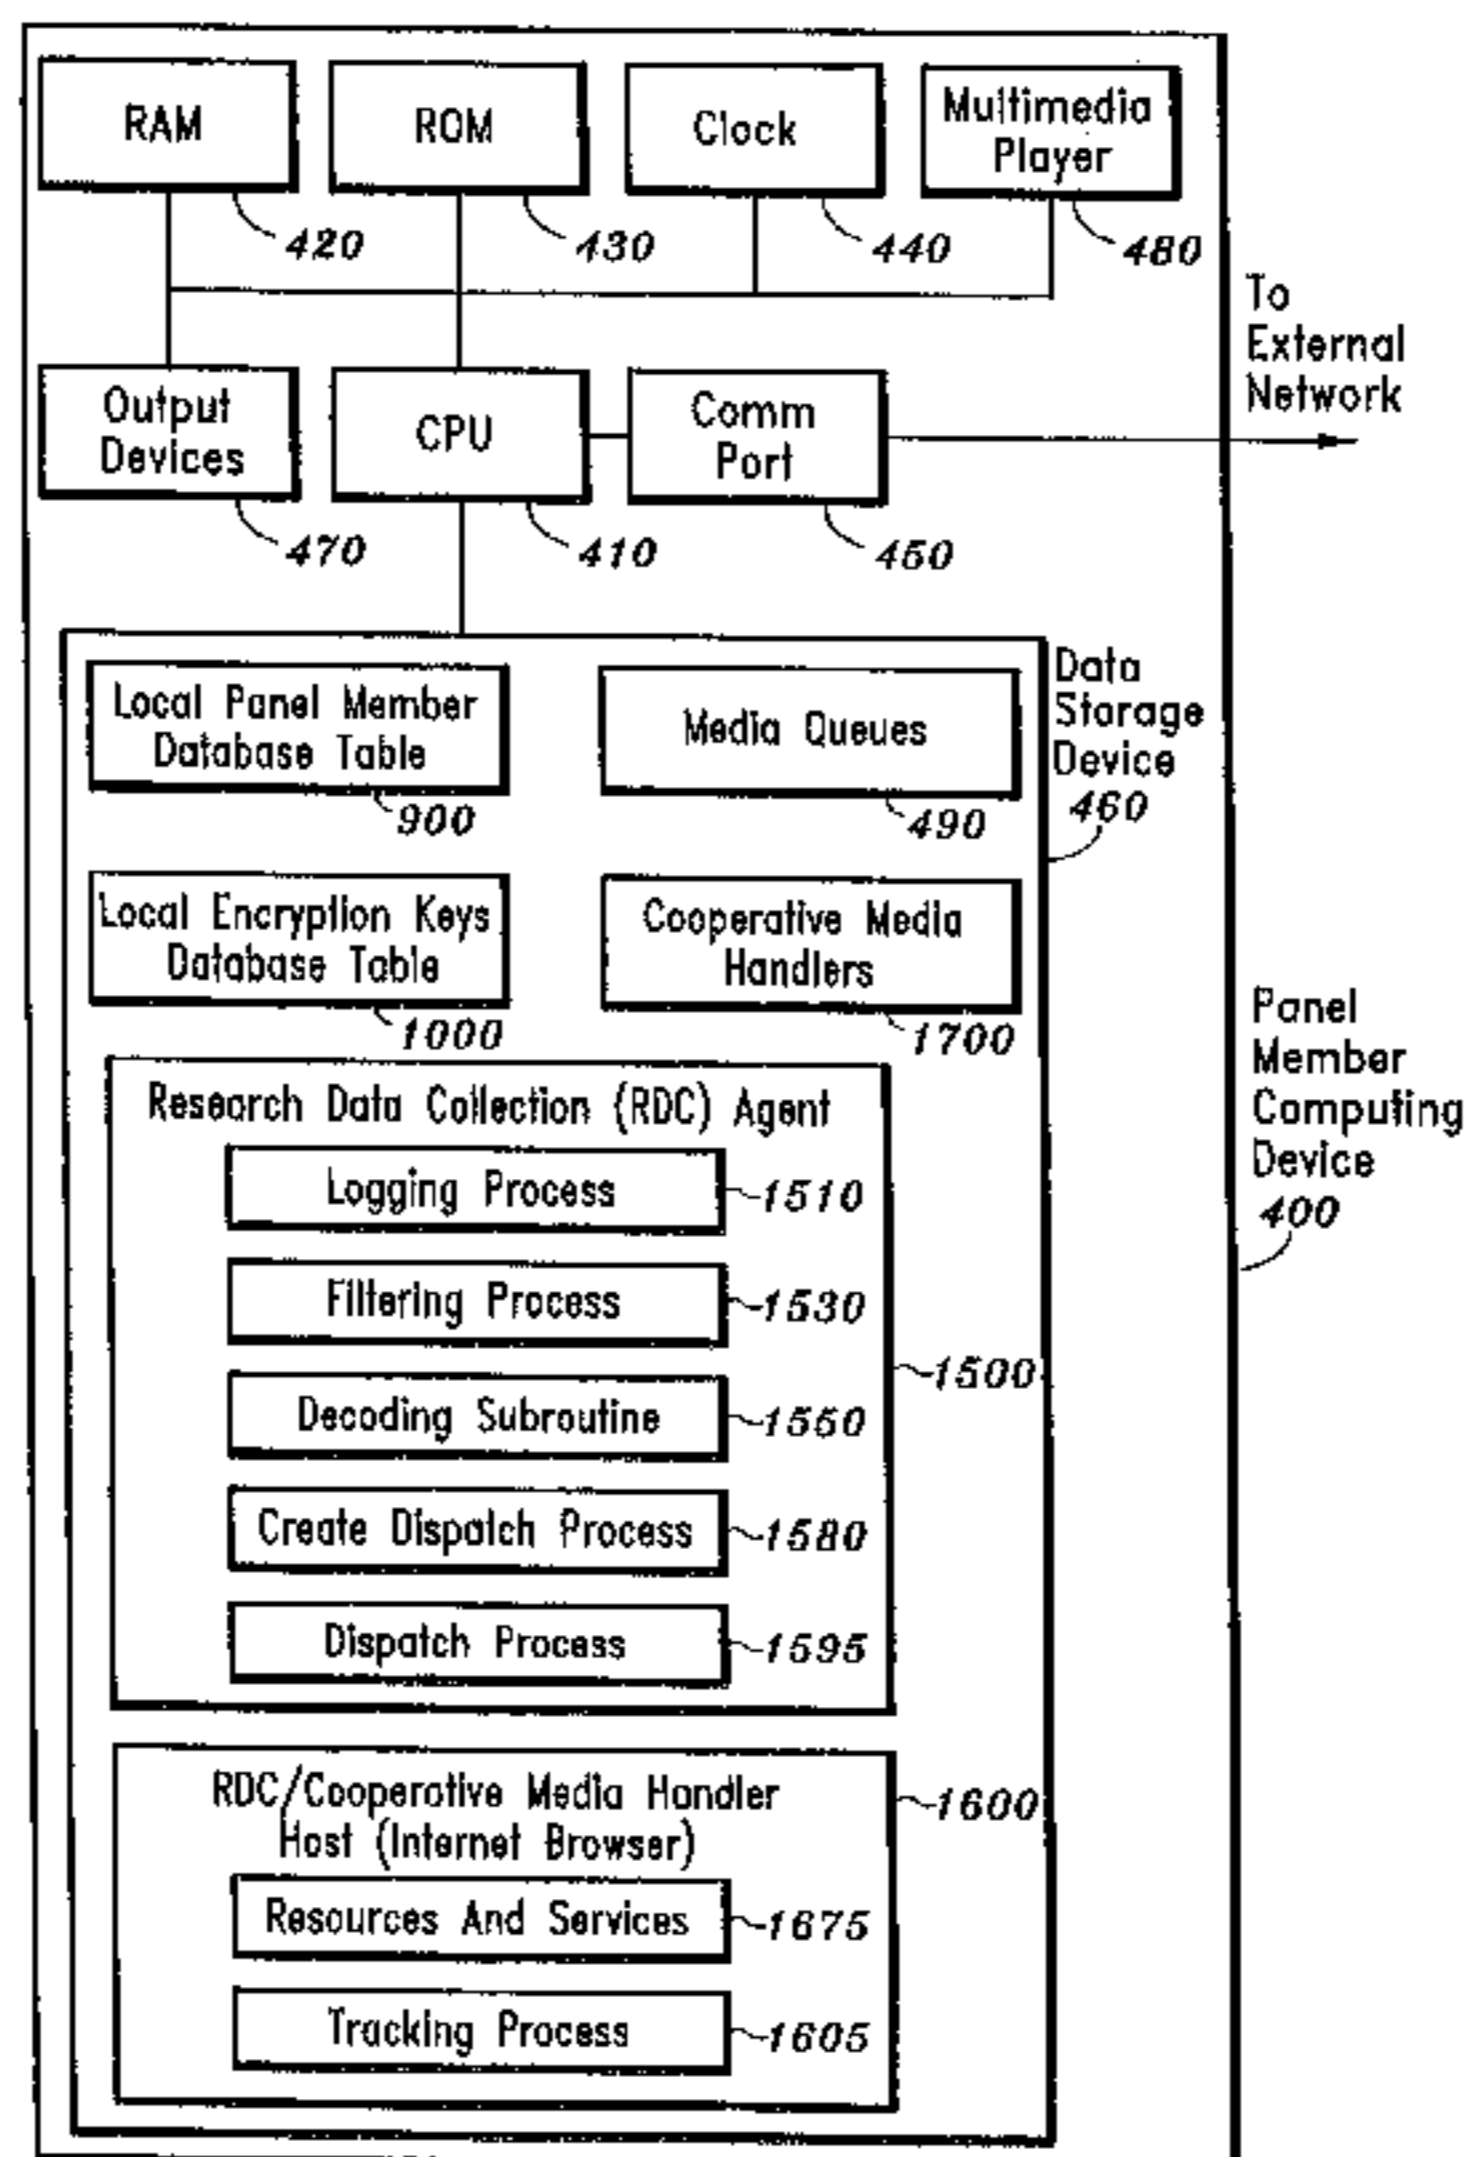 RAM
ROM
Clock
Multimedia
Player
420
430
440
480
To
External
Network
Output
Devices
CPU
Comm
Port
470
410
450
Data
Storage
Device
460
Local Panel Member
Database Table
900
Media Queues
490
Local Encryption Keys
Database Table
1000
Cooperative Media
Handlers
1700
Panel
Member
Computing
Device
400
Research Data Collection (RDC) Agent
Logging Process
1510
Filtering Process
1530
1500
Decoding Subroutine
1550
Create Dispatch Process
1580
Dispatch Process
1595
RDC/Cooperative Media Handler
Host (Internet Browser)
1600
Resources And Services
1675
Tracking Process
1605